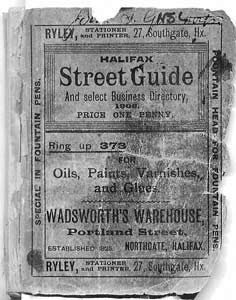 RYLEY, STATIONER and PRINTER, 27, Southgate, Hx.
HALIFAX
Street Guide
And select Business Directory,
PRICE ONE PENNY.
Ring up 373
FOR
Oils, Paints, Varnishes,
and Glues.
WADSWORTH'S WAREHOUSE,
Portland Street,
NORTHGATE, HALIFAX.
ESTABLISHED
RYLEY, STATIONER and PRINTER, 27, Southgate, Hx.
SPECIAL IN FOUNTAIN PENS.
FOUNTAIN HEAD FOR FOUNTAIN PENS.